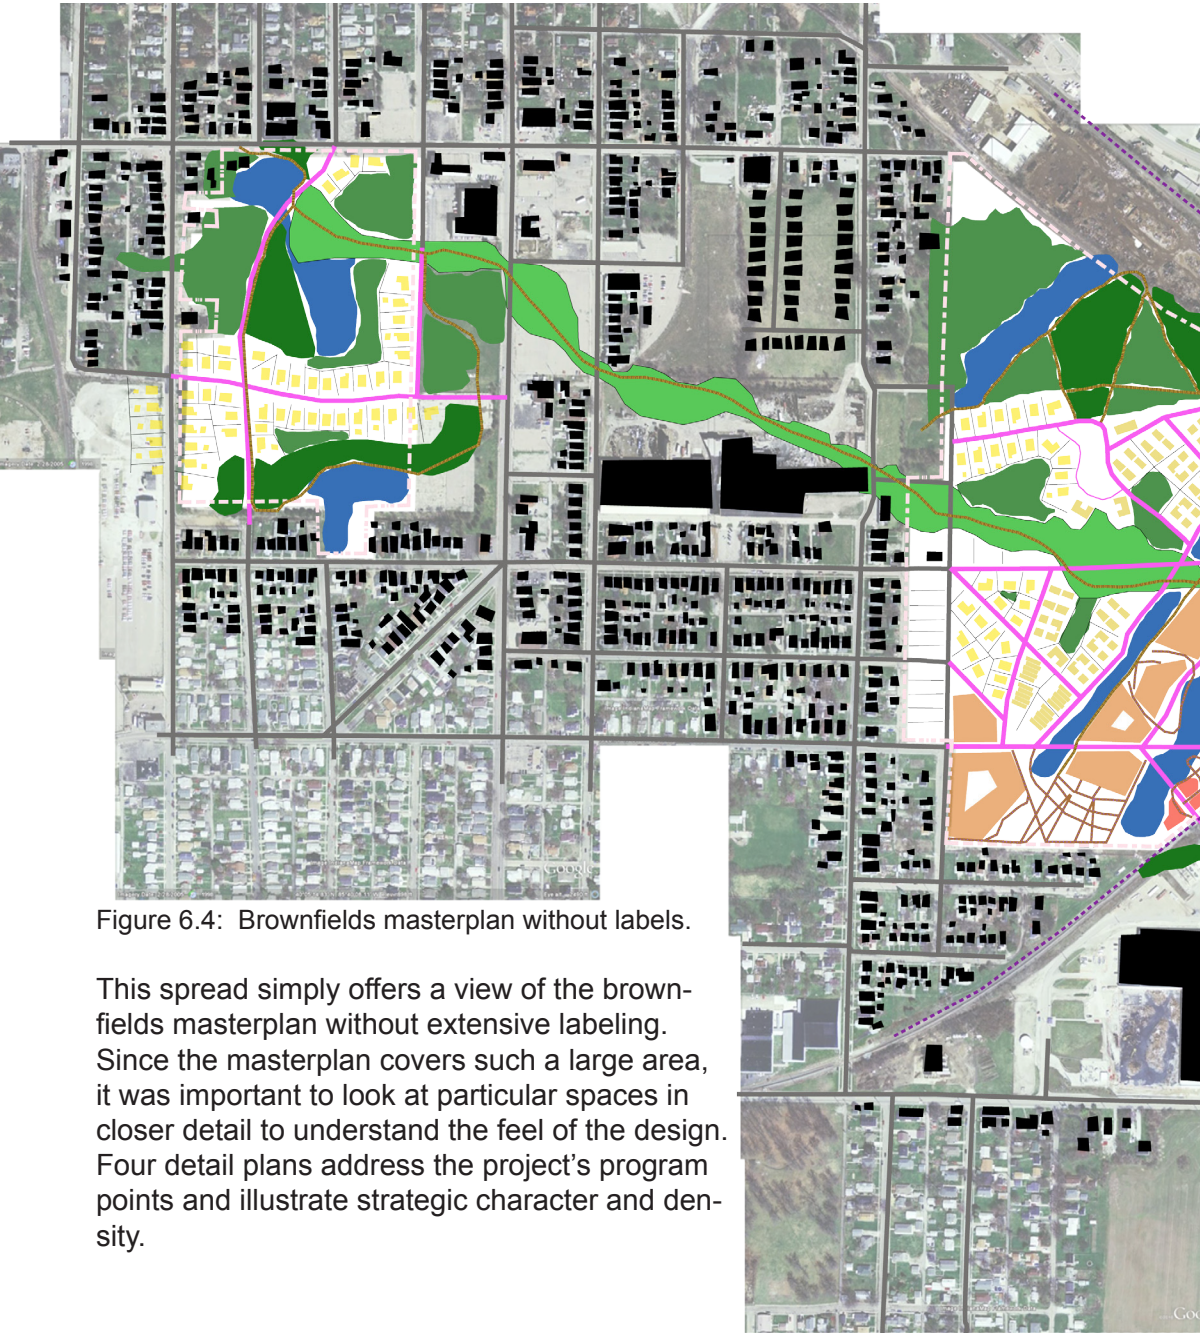 Google
Figure 6.4:  Brownfields masterplan without labels.
This spread simply offers a view of the brown-
fields masterplan without extensive labeling.
Since the masterplan covers such a large area,
it was important to look at particular spaces in
closer detail to understand the feel of the design.
Four detail plans address the project's program
points and illustrate strategic character and den-
sity.
Goo